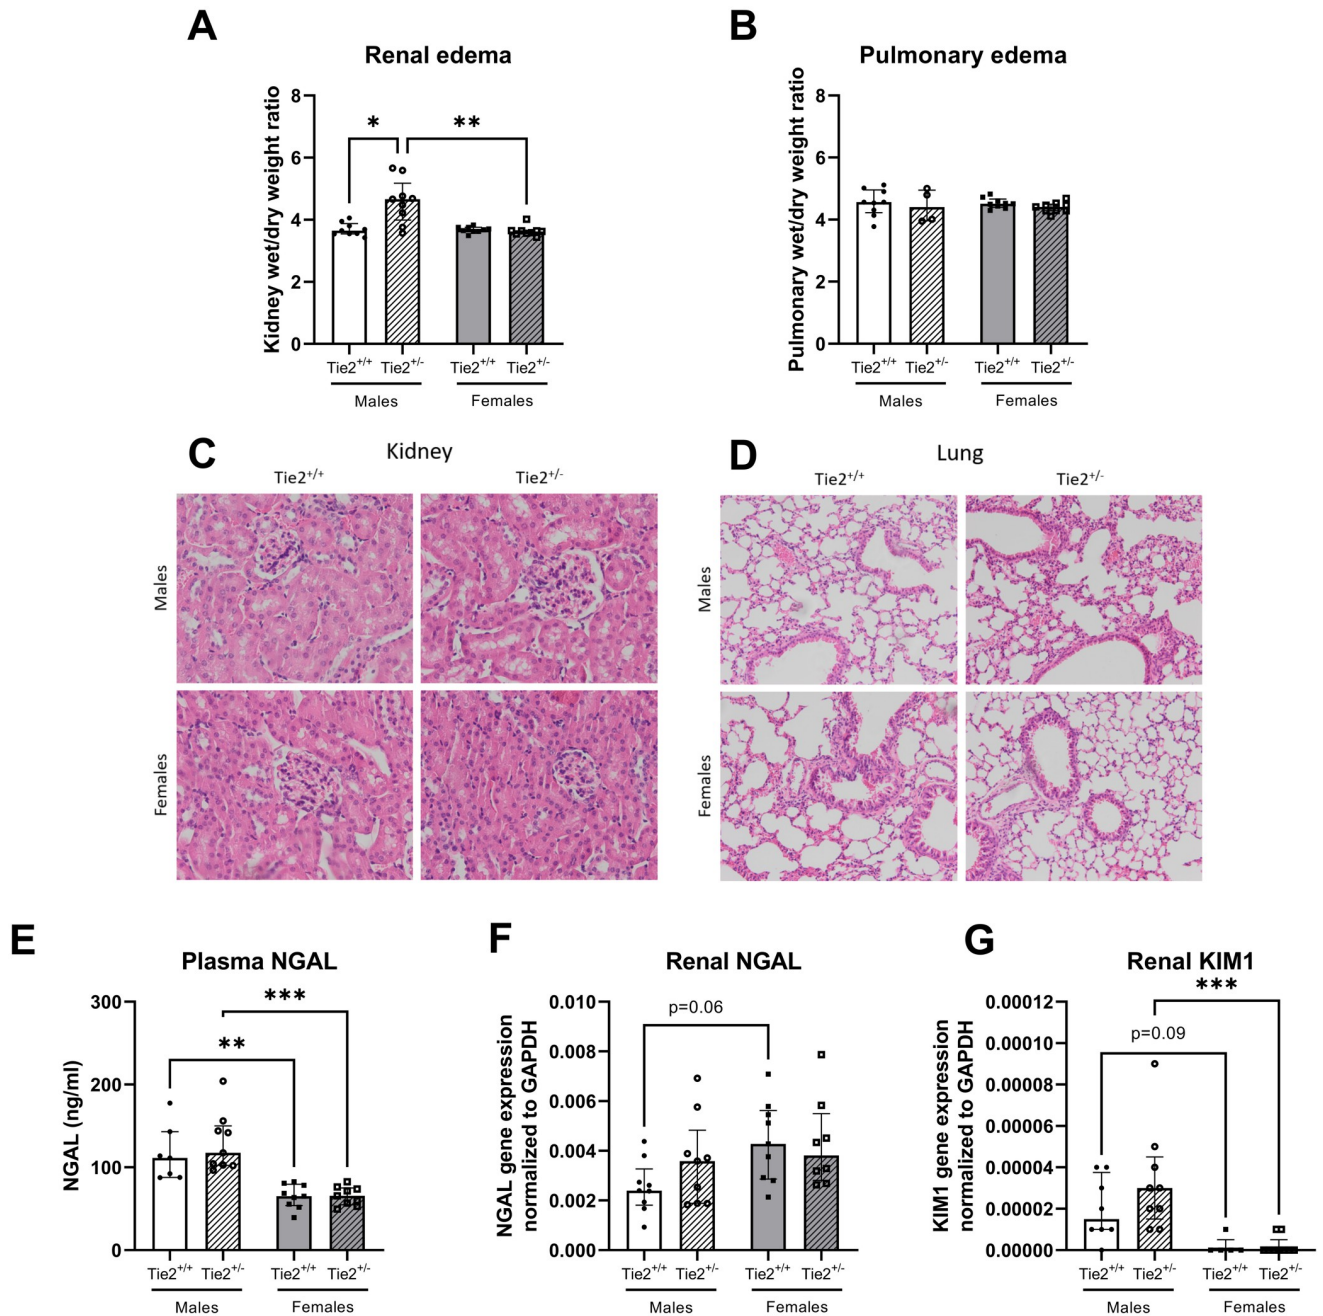 A
Renal edema
Kidney wet/dry weight ratio
8
6
4
2
0
*
**
Tie2+/+ Tie2+/- Tie2+/+ Tie2+/-
Males Females
B
Pulmonary edema
Pulmonary wet/dry weight ratio
8
6
4
2
0
Tie2+/+ Tie2+/- Tie2+/+ Tie2+/-
Males Females
C
Kidney
Tie2+/+ Tie2+/-
Males
Females
D
Lung
Tie2+/+ Tie2+/-
Males
Females
E
Plasma NGAL
NGAL (ng/ml)
300
200
100
0
***
**
Tie2+/+ Tie2+/- Tie2+/+ Tie2+/-
Males Females
F
Renal NGAL
NGAL gene expression
normalized to GAPDH
0.010
0.008
0.006
0.004
0.002
0.000
p=0.06
Tie2+/+ Tie2+/- Tie2+/+ Tie2+/-
Males Females
G
Renal KIM1
KIM1 gene expression
normalized to GAPDH
0.00012
0.00010
0.00008
0.00006
0.00004
0.00002
0.00000
***
p=0.09
Tie2+/+ Tie2+/- Tie2+/+ Tie2+/-
Males Females